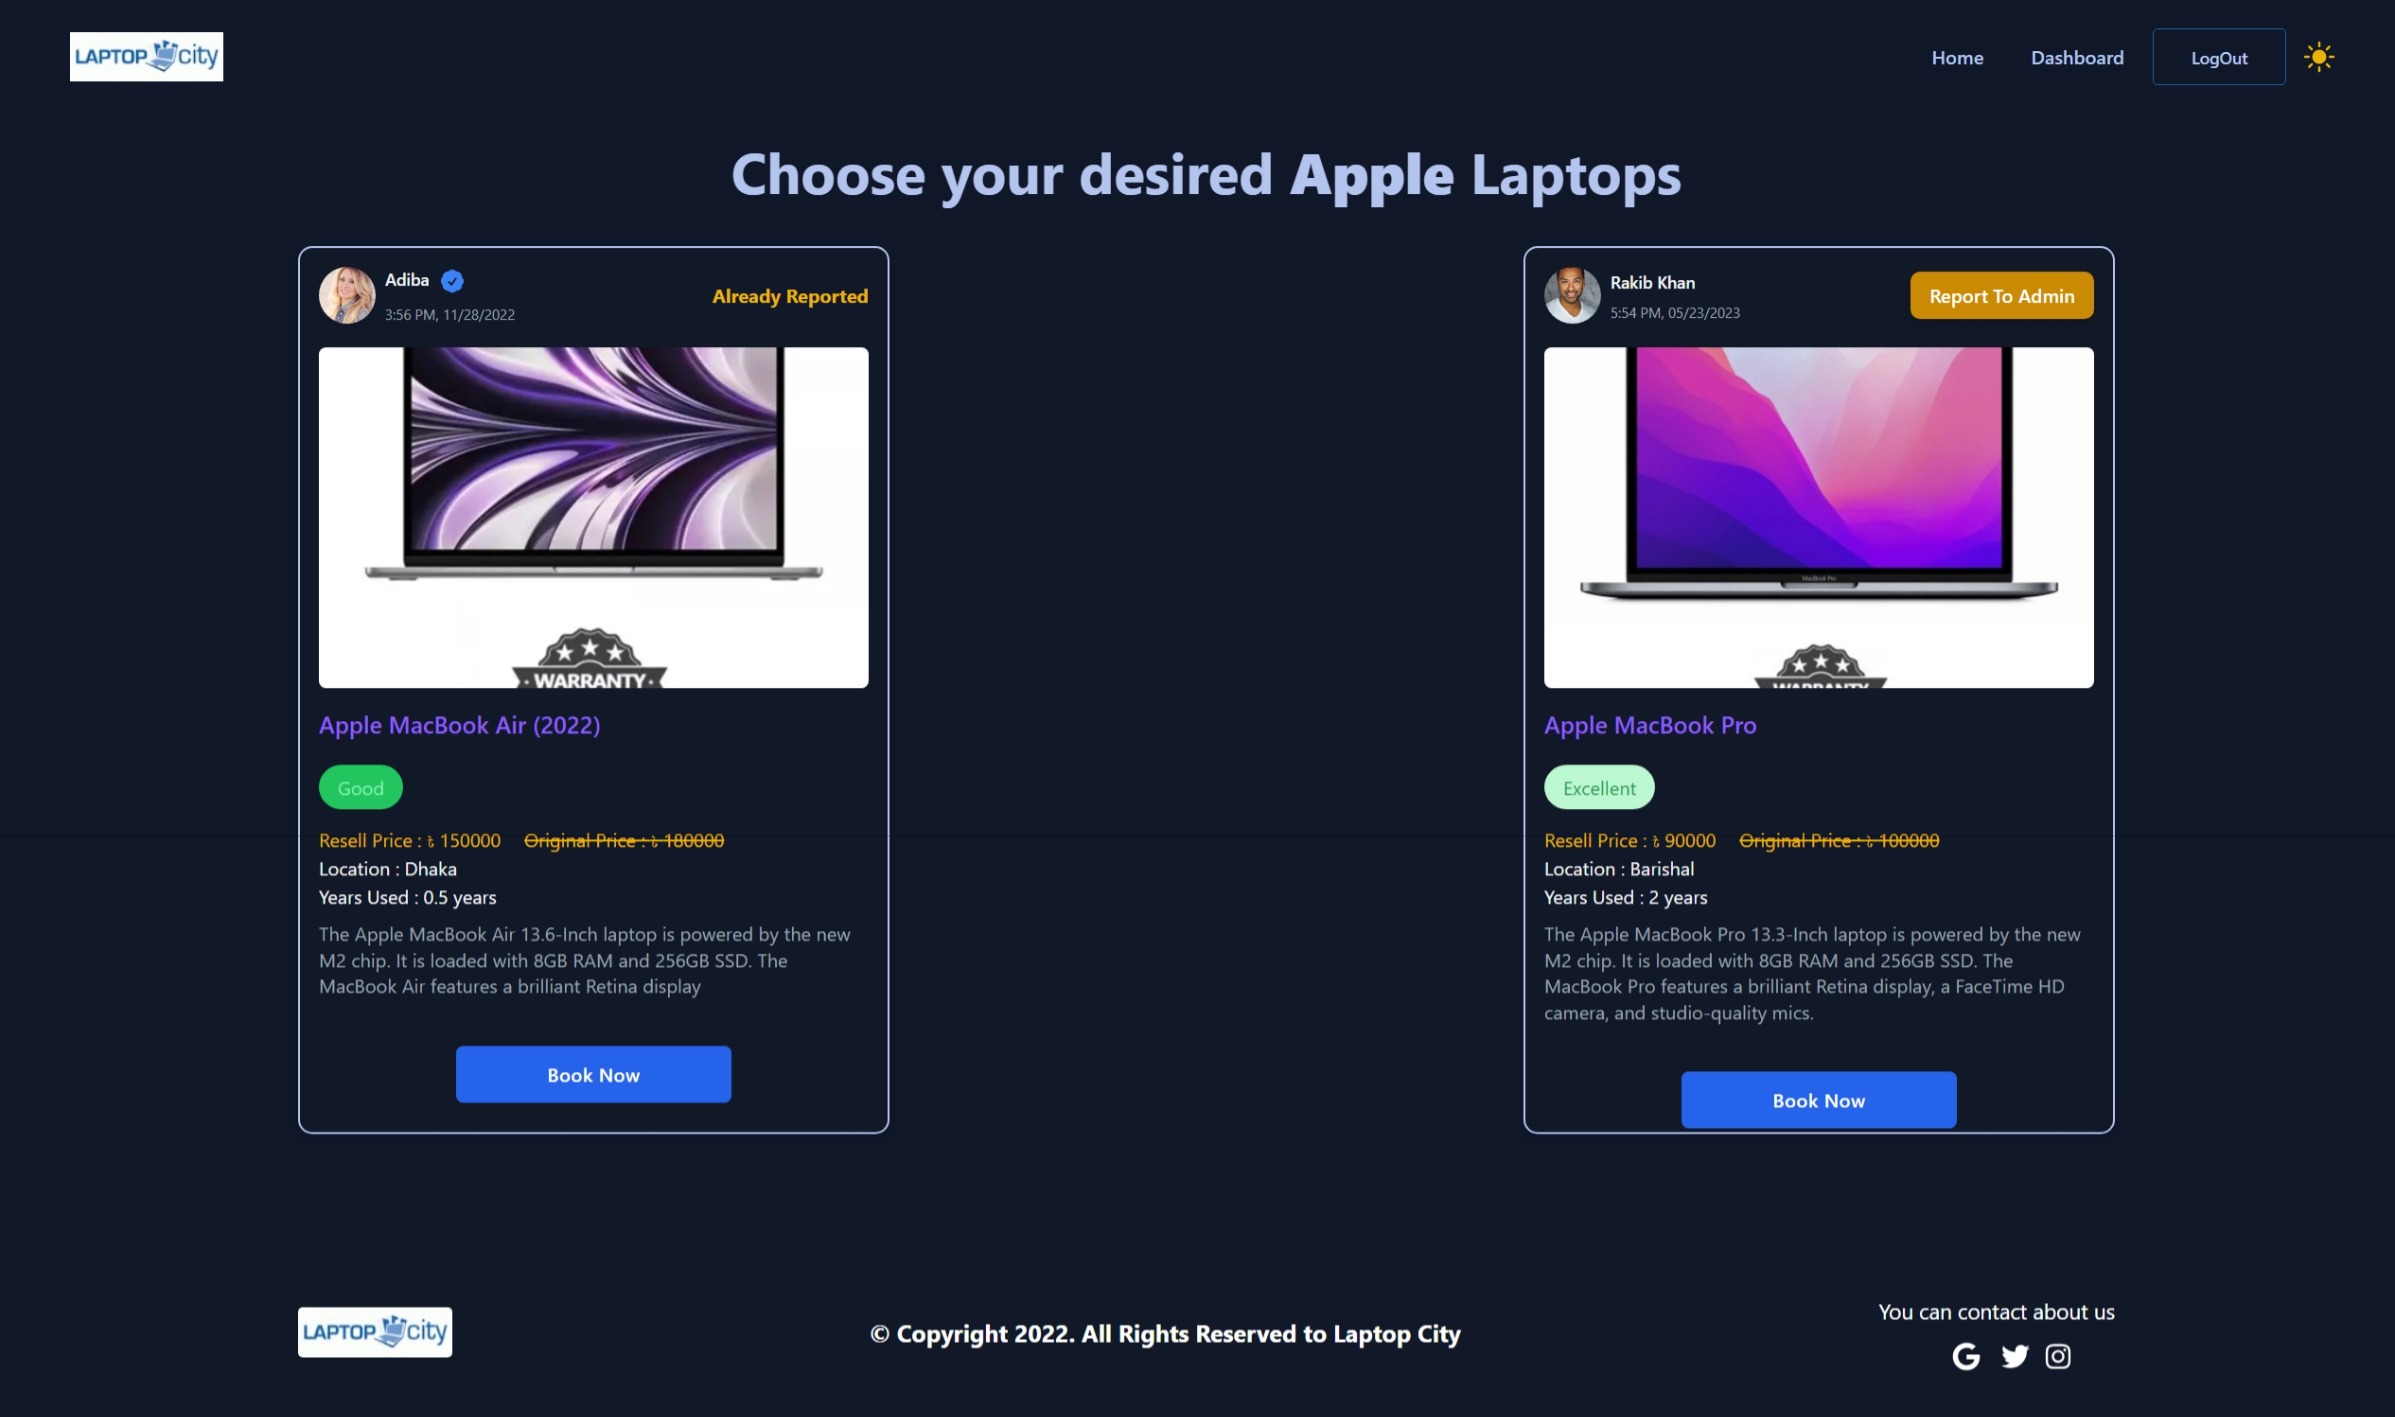 LAPTOP city
Home
Dashboard
LogOut
Choose your desired Apple Laptops
Adiba
3:56 PM, 11/28/2022
Already Reported
WARRANTY
Apple MacBook Air (2022)
Good
Resell Price : ৳ 150000 Original Price : ৳ 180000
Location : Dhaka
Years Used : 0.5 years
The Apple MacBook Air 13.6-Inch laptop is powered by the new
M2 chip. It is loaded with 8GB RAM and 256GB SSD. The
MacBook Air features a brilliant Retina display
Book Now
Rakib Khan
5:54 PM, 05/23/2023
Report To Admin
MacBook Pro
WARRANTY
Apple MacBook Pro
Excellent
Resell Price : ৳ 90000 Original Price : ৳ 100000
Location : Barishal
Years Used : 2 years
The Apple MacBook Pro 13.3-Inch laptop is powered by the new
M2 chip. It is loaded with 8GB RAM and 256GB SSD. The
MacBook Pro features a brilliant Retina display, a FaceTime HD
camera, and studio-quality mics.
Book Now
LAPTOP city
© Copyright 2022. All Rights Reserved to Laptop City
You can contact about us